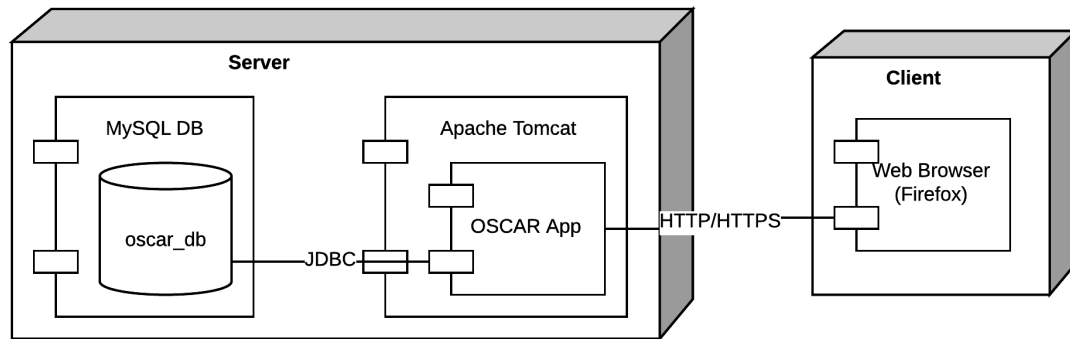 Server
MySQL DB
oscar_db
JDBC
Apache Tomcat
OSCAR App
HTTP/HTTPS
Client
Web Browser
(Firefox)